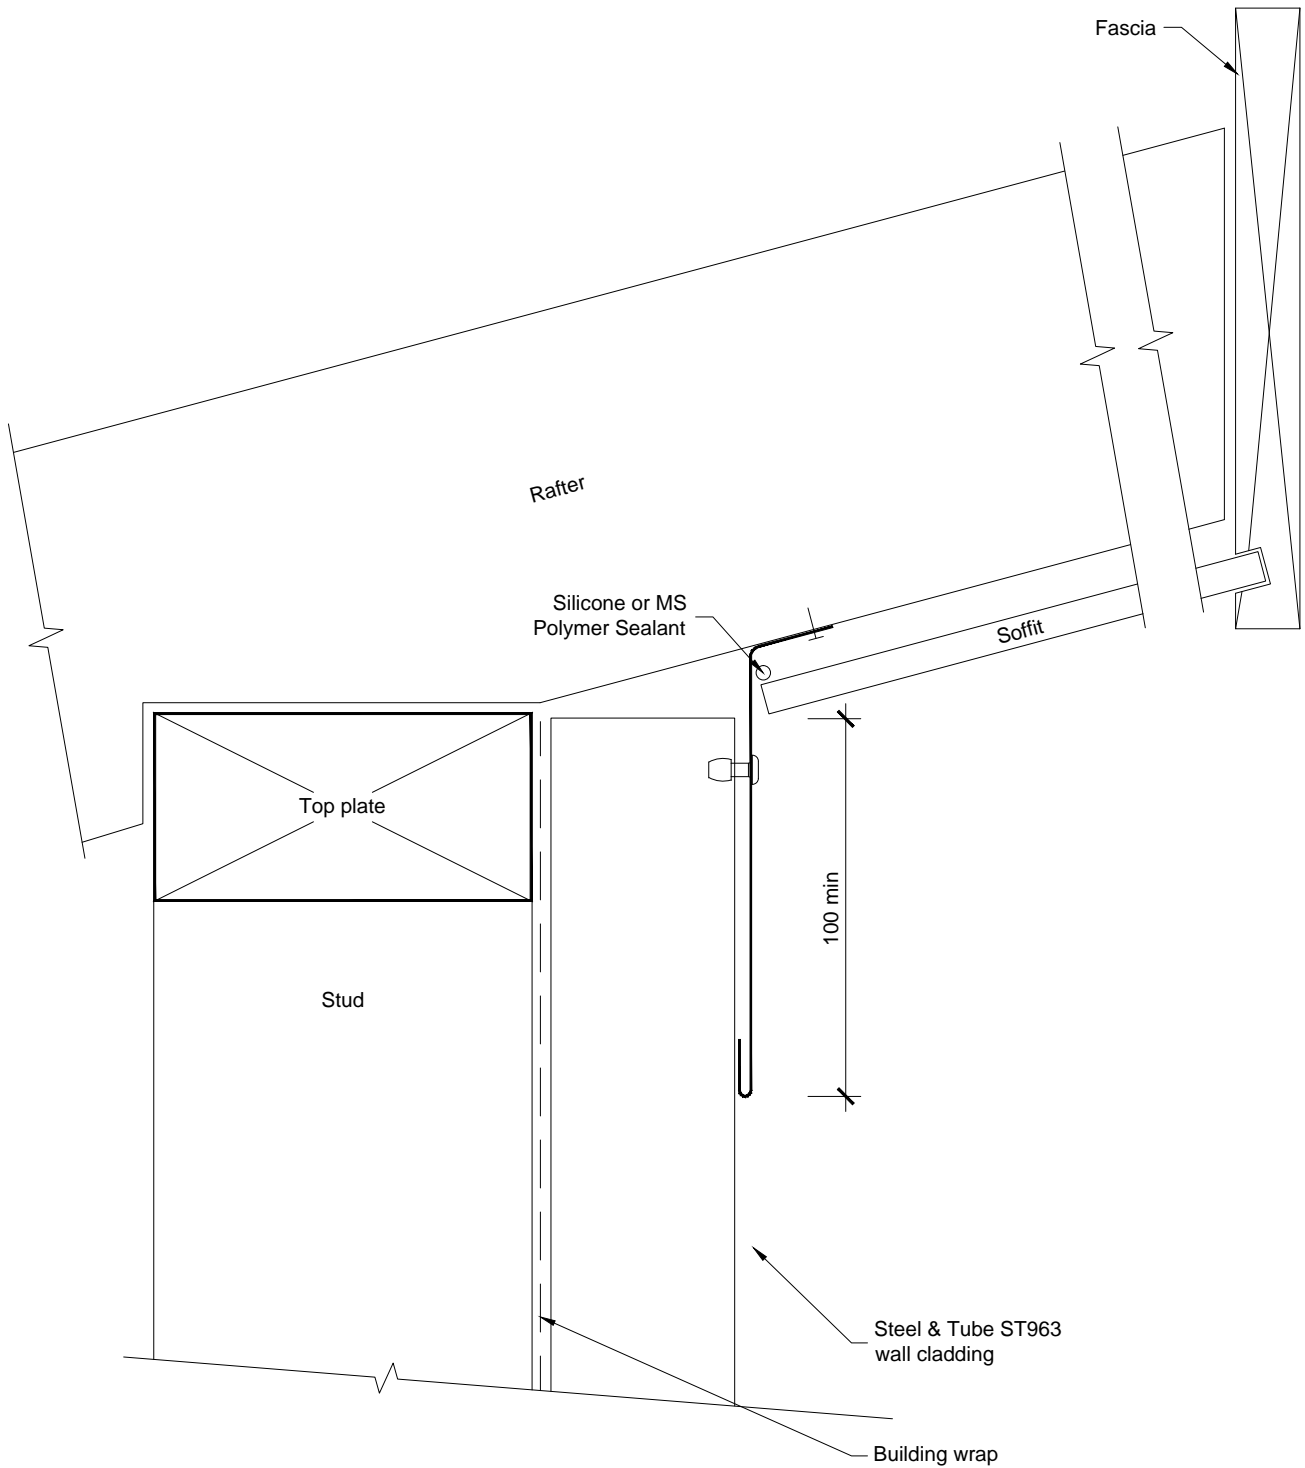 Fascia
Rafter
Silicone or MS
Polymer Sealant
Soffit
Top plate
100 min
Stud
Steel & Tube ST963
wall cladding
Building wrap